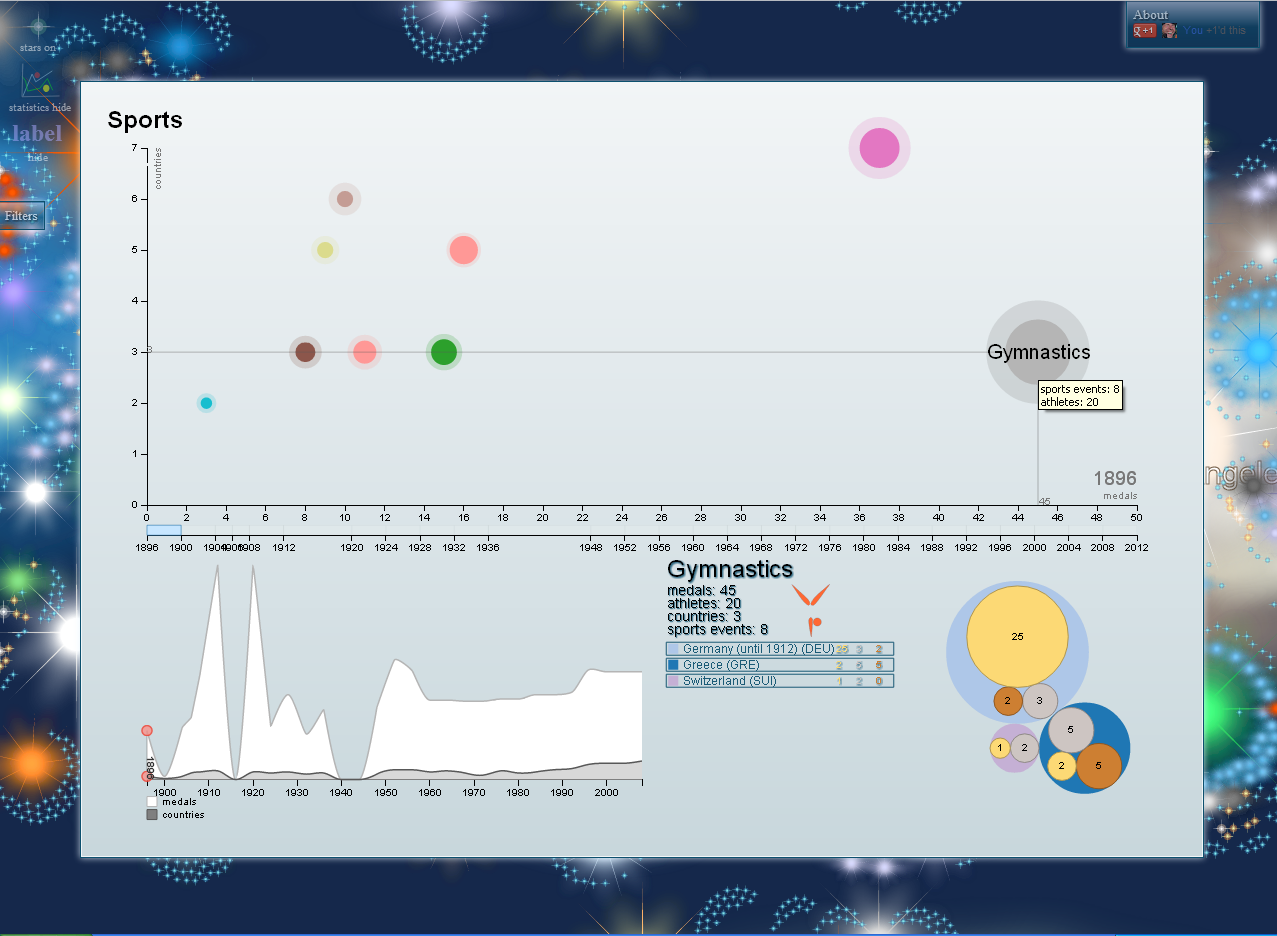 About
+1 You +1'd this
stars on
statistics hide
label
hide
Filters
Sports
countries
7
6
5
4
3
2
1
0
3
Gymnastics
sports events: 8
athletes: 20
1896
medals
45
0 2 4 6 8 10 12 14 16 18 20 22 24 26 28 30 32 34 36 38 40 42 44 46 48 50
1896 1900 1904 1906 1908 1912 1920 1924 1928 1932 1936 1948 1952 1956 1960 1964 1968 1972 1976 1980 1984 1988 1992 1996 2000 2004 2008 2012
Gymnastics
medals: 45
athletes: 20
countries: 3
sports events: 8
Germany (until 1912) (DEU) 25 3 2
Greece (GRE) 2 5 5
Switzerland (SUI) 1 2 0
25
2 3
5
1 2
2 5
1896
1900 1910 1920 1930 1940 1950 1960 1970 1980 1990 2000
medals
countries